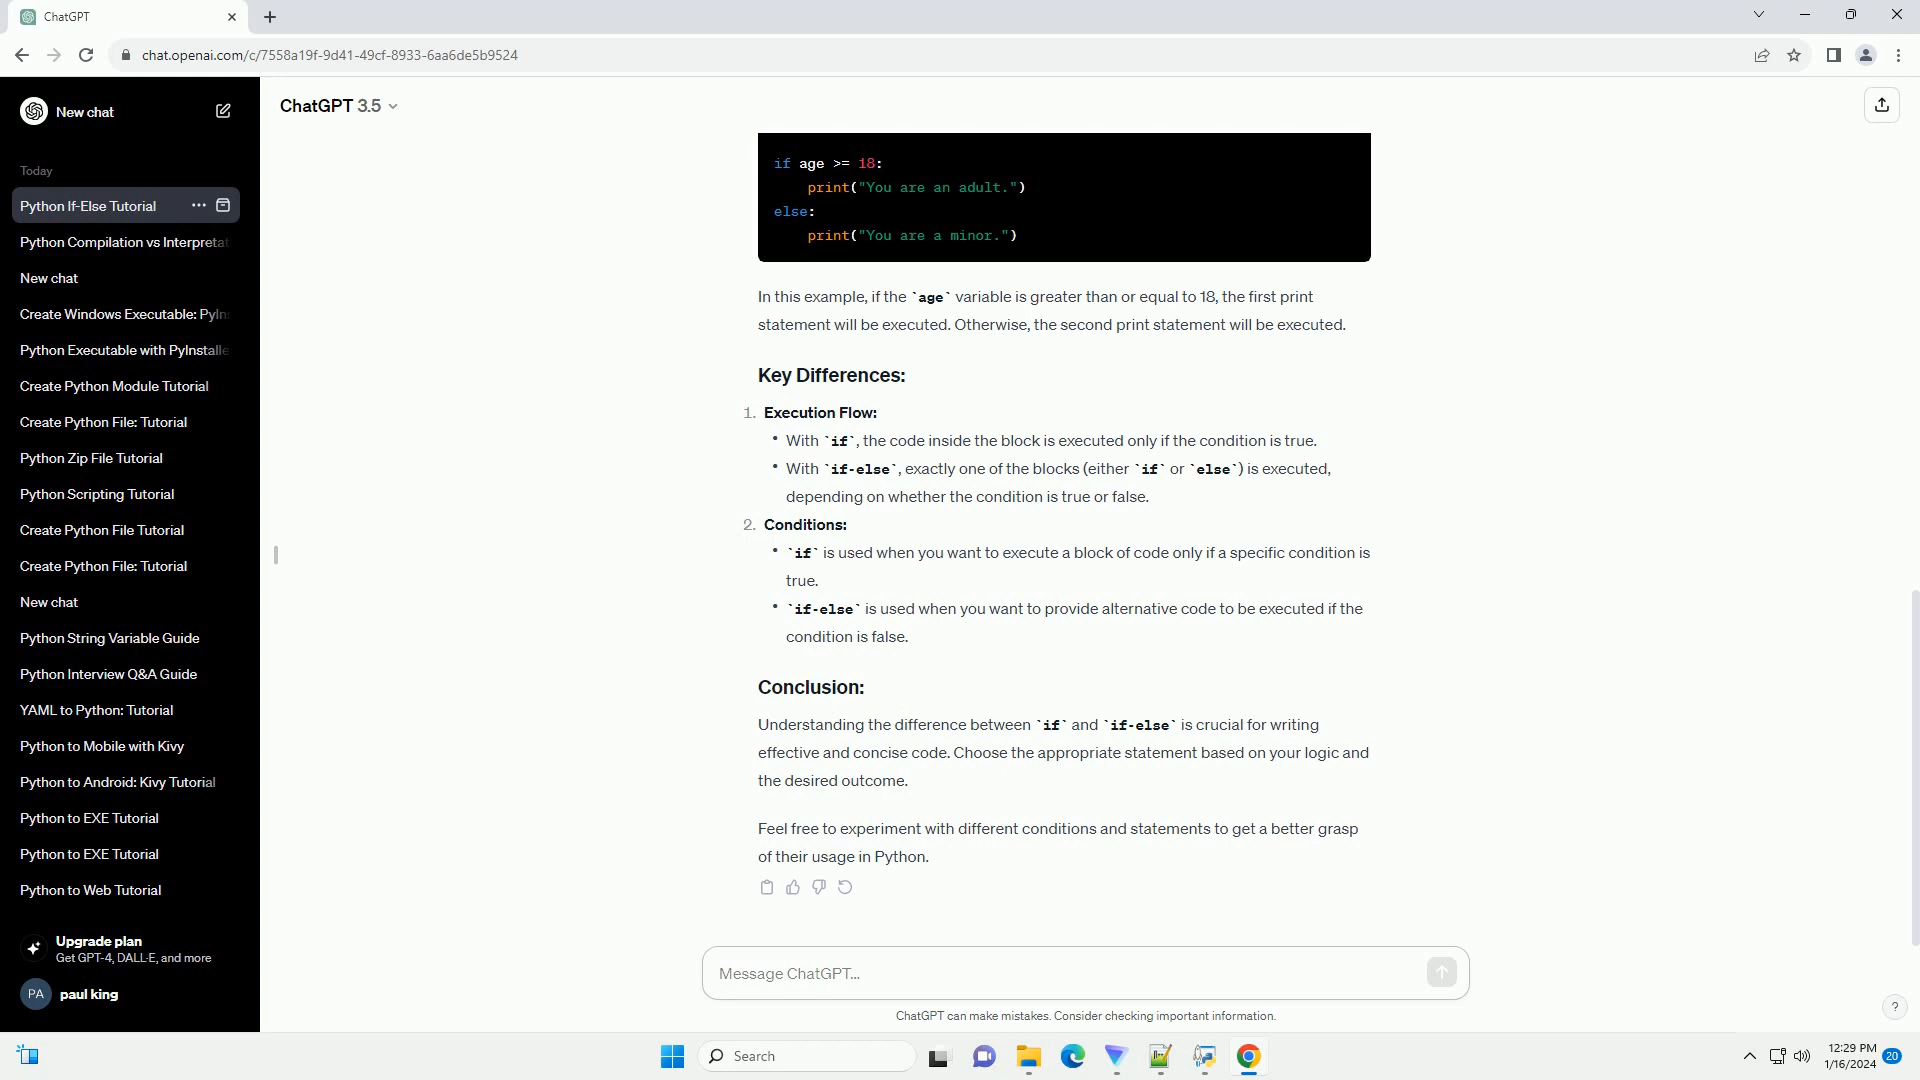 ChatGPT
chat.openai.com/c/7558a19f-9d41-49cf-8933-6aa6de5b9524
New chat
Today
Python If-Else Tutorial
Python Compilation vs Interpretat
New chat
Create Windows Executable: PyIns
Python Executable with PyInstalle
Create Python Module Tutorial
Create Python File: Tutorial
Python Zip File Tutorial
Python Scripting Tutorial
Create Python File Tutorial
Create Python File: Tutorial
New chat
Python String Variable Guide
Python Interview Q&A Guide
YAML to Python: Tutorial
Python to Mobile with Kivy
Python to Android: Kivy Tutorial
Python to EXE Tutorial
Python to EXE Tutorial
Python to Web Tutorial
Upgrade plan
Get GPT-4, DALL·E, and more
PA paul king
ChatGPT 3.5
if age >= 18:
    print("You are an adult.")
else:
    print("You are a minor.")
In this example, if the `age` variable is greater than or equal to 18, the first print
statement will be executed. Otherwise, the second print statement will be executed.
Key Differences:
1. Execution Flow:
• With `if`, the code inside the block is executed only if the condition is true.
• With `if-else`, exactly one of the blocks (either `if` or `else`) is executed,
depending on whether the condition is true or false.
2. Conditions:
• `if` is used when you want to execute a block of code only if a specific condition is
true.
• `if-else` is used when you want to provide alternative code to be executed if the
condition is false.
Conclusion:
Understanding the difference between `if` and `if-else` is crucial for writing
effective and concise code. Choose the appropriate statement based on your logic and
the desired outcome.
Feel free to experiment with different conditions and statements to get a better grasp
of their usage in Python.
Message ChatGPT...
ChatGPT can make mistakes. Consider checking important information.
?
Search
12:29 PM
1/16/2024
20